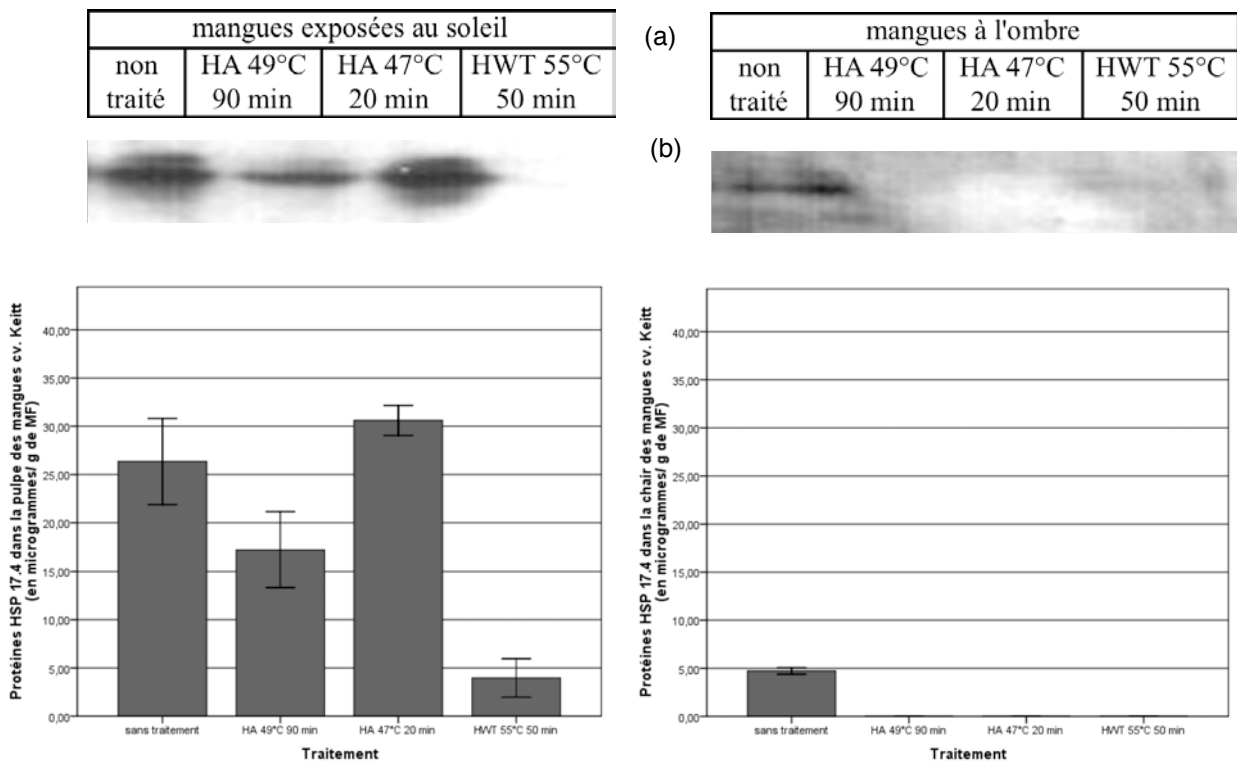 mangues exposées au soleil
non traité
HA 49°C 90 min
HA 47°C 20 min
HWT 55°C 50 min
(a)
mangues à l'ombre
non traité
HA 49°C 90 min
HA 47°C 20 min
HWT 55°C 50 min
(b)
Protéines HSP 17.4 dans la pulpe des mangues cv. Keitt
(en microgrammes/ g de MF)
40,00
35,00
30,00
25,00
20,00
15,00
10,00
5,00
0,00
sans traitement
HA 49°C 90 min
HA 47°C 20 min
HWT 55°C 50 min
Traitement
Protéines HSP 17.4 dans la chair des mangues cv. Keitt
(en microgrammes/ g de MF)
40,00
35,00
30,00
25,00
20,00
15,00
10,00
5,00
0,00
sans traitement
HA 49°C 90 min
HA 47°C 20 min
HWT 55°C 50 min
Traitement